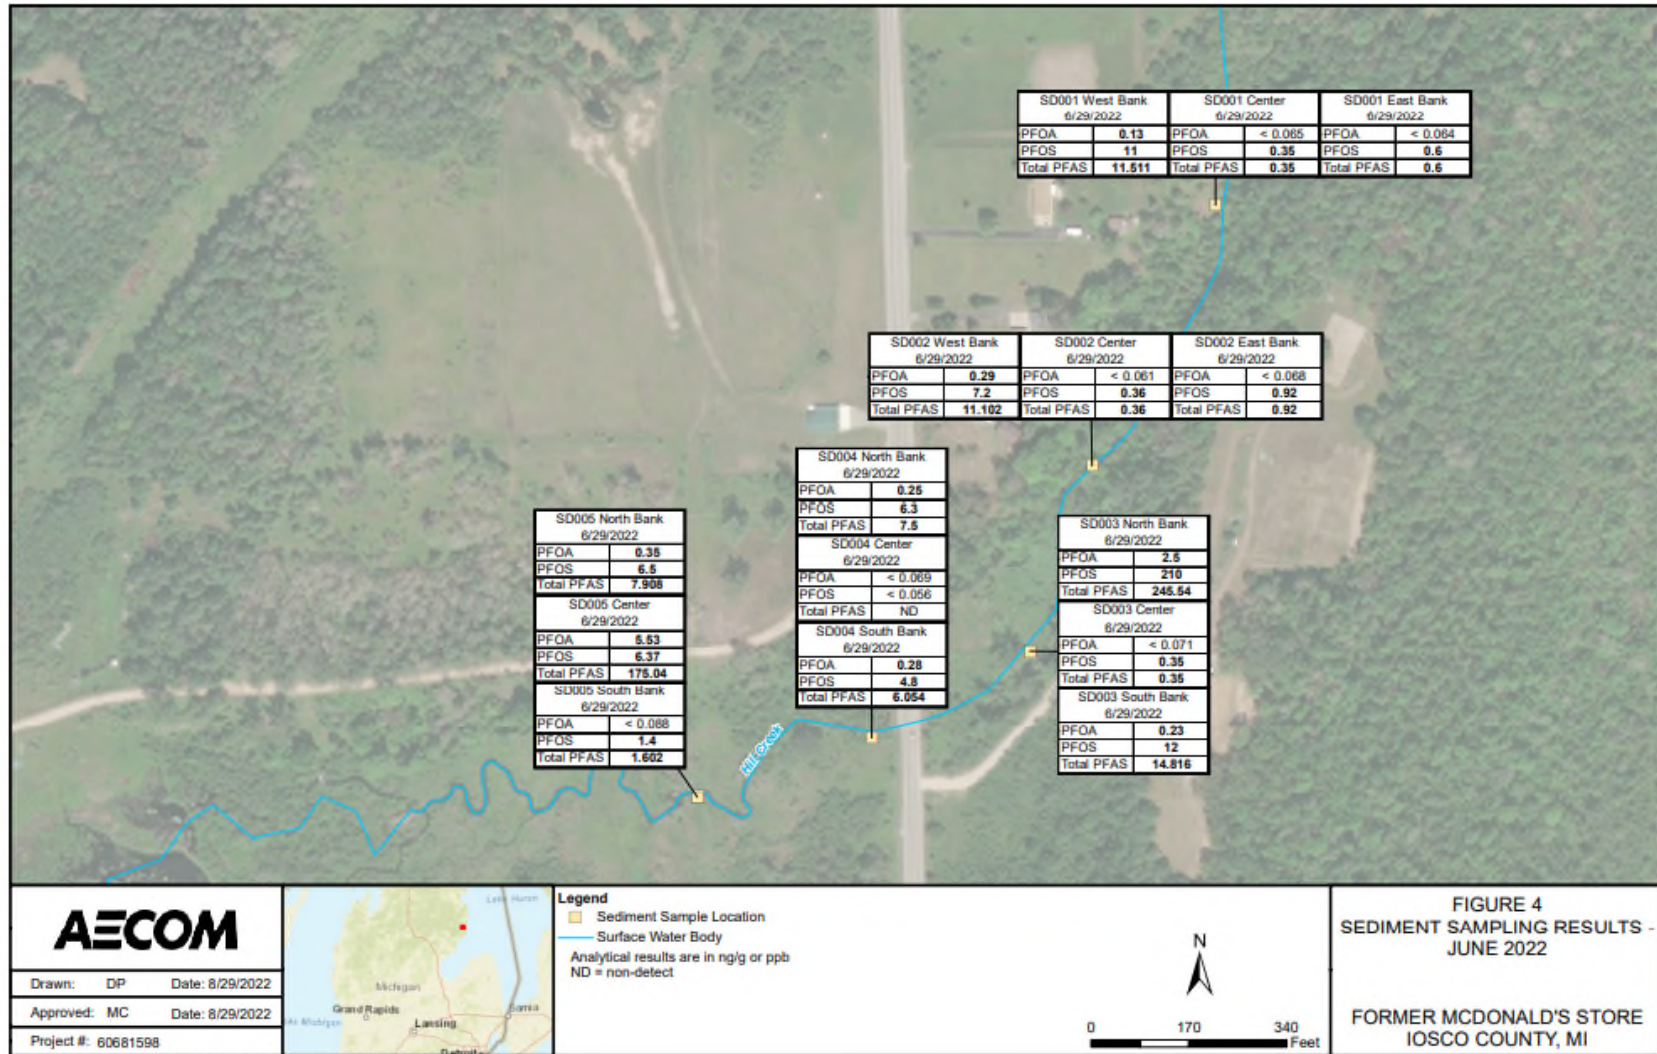 SD001 West Bank
6/29/2022
PFOA 0.13
PFOS 11
Total PFAS 11.511
SD001 Center
6/29/2022
PFOA < 0.065
PFOS 0.35
Total PFAS 0.35
SD001 East Bank
6/29/2022
PFOA < 0.064
PFOS 0.6
Total PFAS 0.6
SD002 West Bank
6/29/2022
PFOA 0.29
PFOS 7.2
Total PFAS 11.102
SD002 Center
6/29/2022
PFOA < 0.061
PFOS 0.36
Total PFAS 0.36
SD002 East Bank
6/29/2022
PFOA < 0.068
PFOS 0.92
Total PFAS 0.92
SD004 North Bank
6/29/2022
PFOA 0.25
PFOS 6.3
Total PFAS 7.5
SD004 Center
6/29/2022
PFOA < 0.069
PFOS < 0.056
Total PFAS ND
SD004 South Bank
6/29/2022
PFOA 0.28
PFOS 4.8
Total PFAS 6.054
SD005 North Bank
6/29/2022
PFOA 0.35
PFOS 6.5
Total PFAS 7.908
SD005 Center
6/29/2022
PFOA 5.53
PFOS 6.37
Total PFAS 175.04
SD005 South Bank
6/29/2022
PFOA < 0.088
PFOS 1.4
Total PFAS 1.602
SD003 North Bank
6/29/2022
PFOA 2.5
PFOS 210
Total PFAS 245.54
SD003 Center
6/29/2022
PFOA < 0.071
PFOS 0.35
Total PFAS 0.35
SD003 South Bank
6/29/2022
PFOA 0.23
PFOS 12
Total PFAS 14.816
Hill Creek
AECOM
Drawn: DP Date: 8/29/2022
Approved: MC Date: 8/29/2022
Project #: 60681598
Lake Huron
Michigan
Grand Rapids
Lansing
Sarnia
Lake Michigan
Detroit
Legend
Sediment Sample Location
Surface Water Body
Analytical results are in ng/g or ppb
ND = non-detect
N
0 170 340
Feet
FIGURE 4
SEDIMENT SAMPLING RESULTS -
JUNE 2022
FORMER MCDONALD'S STORE
IOSCO COUNTY, MI